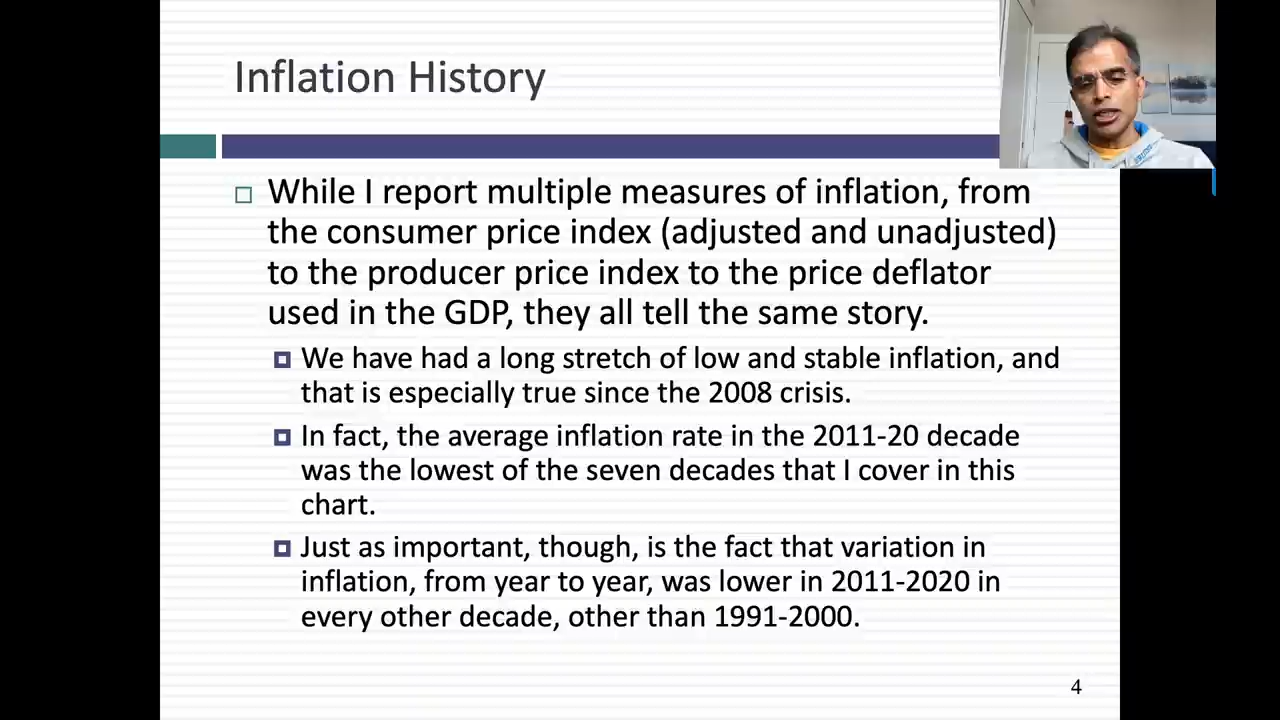 Inflation History
While I report multiple measures of inflation, from
the consumer price index (adjusted and unadjusted)
to the producer price index to the price deflator
used in the GDP, they all tell the same story.
We have had a long stretch of low and stable inflation, and
that is especially true since the 2008 crisis.
In fact, the average inflation rate in the 2011-20 decade
was the lowest of the seven decades that I cover in this
chart.
Just as important, though, is the fact that variation in
inflation, from year to year, was lower in 2011-2020 in
every other decade, other than 1991-2000.
4